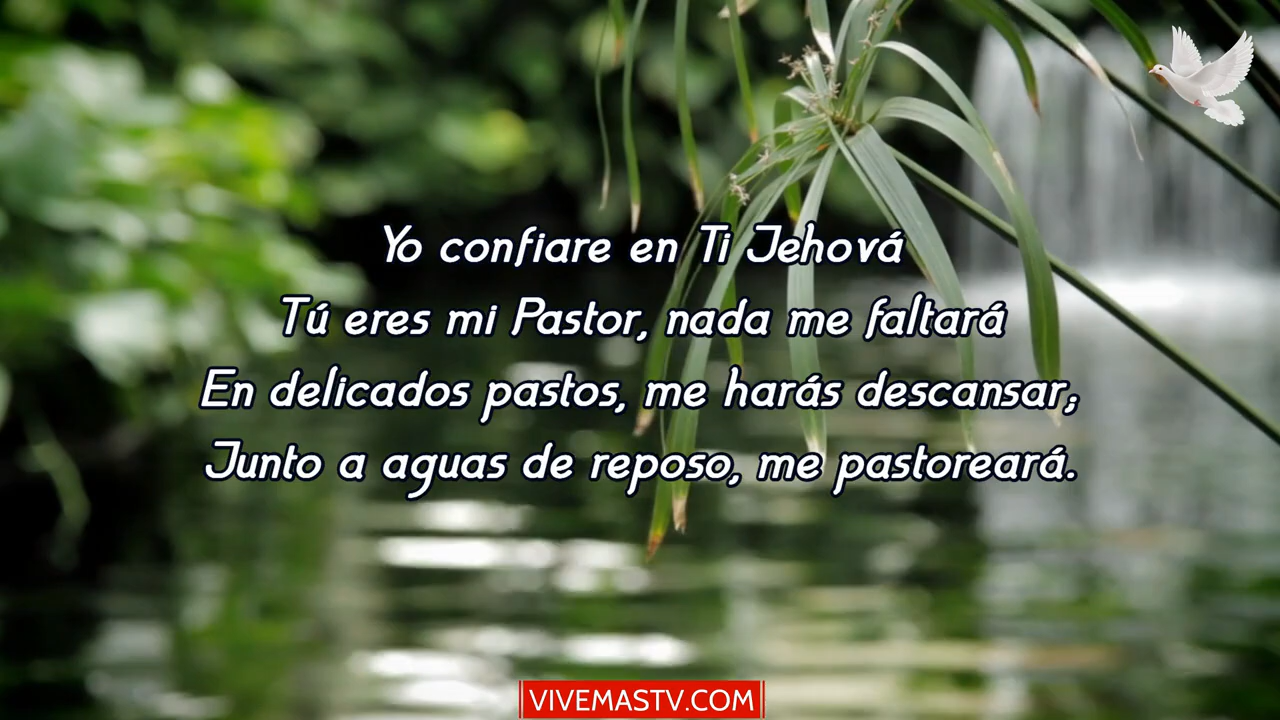 Yo confiare en Ti Jehová
Tú eres mi Pastor, nada me faltará
En delicados pastos, me harás descansar;
Junto a aguas de reposo, me pastoreará.
VIVEMASTV.COM